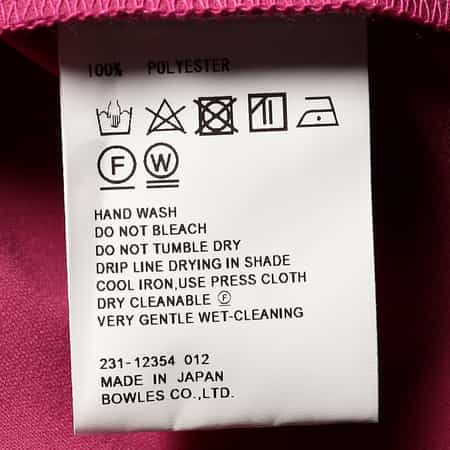 100% POLYESTER
F W
HAND WASH
DO NOT BLEACH
DO NOT TUMBLE DRY
DRIP LINE DRYING IN SHADE
COOL IRON,USE PRESS CLOTH
DRY CLEANABLE Ⓕ
VERY GENTLE WET-CLEANING
231-12354 012
MADE IN JAPAN
BOWLES CO.,LTD.